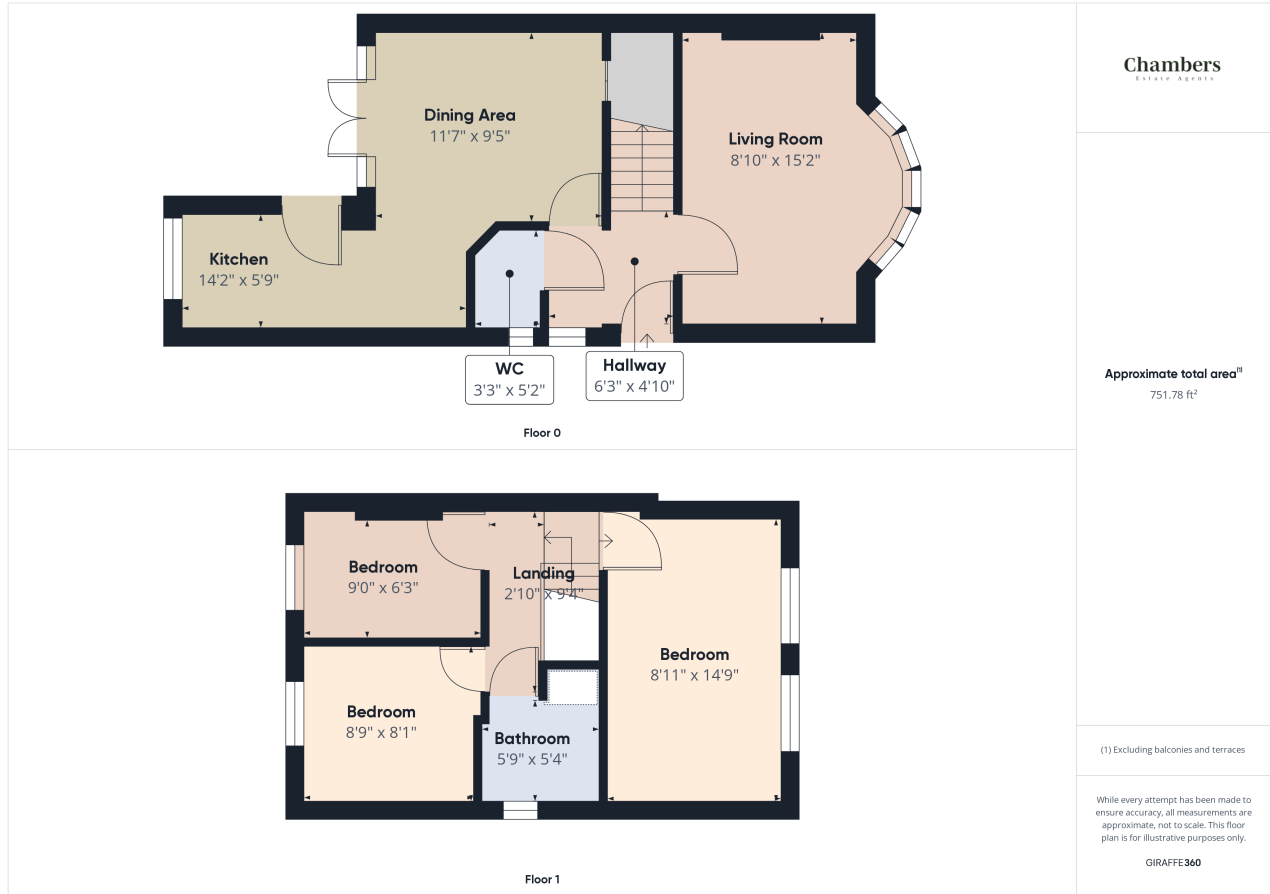 Dining Area
11'7" x 9'5"
Living Room
8'10" x 15'2"
Kitchen
14'2" x 5'9"
WC
3'3" x 5'2"
Hallway
6'3" x 4'10"
Floor 0
Bedroom
9'0" x 6'3"
Landing
2'10" x 9'4"
Bedroom
8'11" x 14'9"
Bedroom
8'9" x 8'1"
Bathroom
5'9" x 5'4"
Floor 1
Chambers
Estate Agents
Approximate total area(1)
751.78 ft²
(1) Excluding balconies and terraces
While every attempt has been made to
ensure accuracy, all measurements are
approximate, not to scale. This floor
plan is for illustrative purposes only.
GIRAFFE360